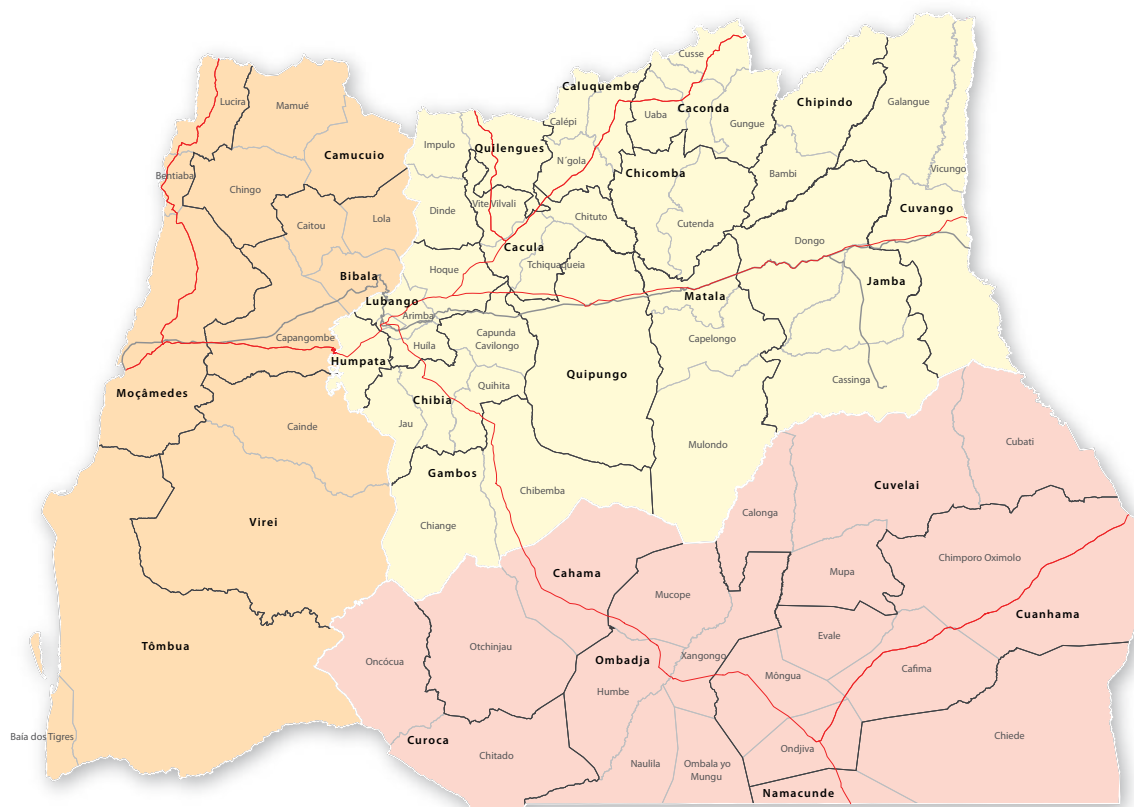 Cusse
Caluquembe
Lucira
Mamué
Uaba
Caconda
Chipindo
Galangue
Calépi
Gungue
Impulo
Quilengues
Camucuio
N´gola
Chicomba
Bambi
Vicungo
Bentiaba
Chingo
Dinde
Vite Vilvali
Chituto
Cuvango
Lola
Caitou
Cutenda
Dongo
Cacula
Tchiquaqueia
Hoque
Bibala
Jamba
Matala
Lubango
Arimba
Capangombe
Capunda
Cavilongo
Huíla
Capelongo
Humpata
Quipungo
Cassinga
Moçâmedes
Quihita
Chibia
Jau
Cainde
Mulondo
Cubati
Gambos
Cuvelai
Chibemba
Virei
Chiange
Calonga
Chimporo Oximolo
Cahama
Mupa
Mucope
Cuanhama
Evale
Tômbua
Otchinjau
Oncócua
Ombadja
Xangongo
Cafima
Môngua
Humbe
Baía dos Tigres
Curoca
Chiede
Ondjiva
Chitado
Naulila
Ombala yo
Mungu
Namacunde